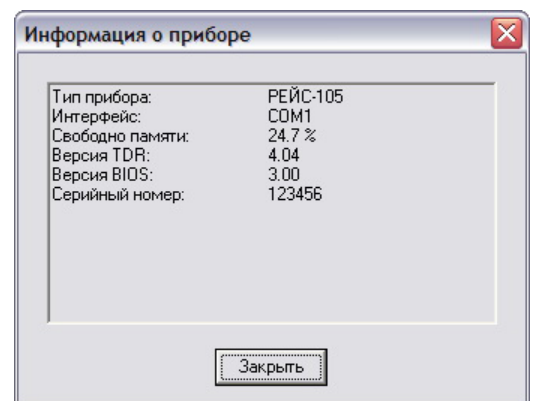 Информация о приборе
Тип прибора: РЕЙС-105
Интерфейс: COM1
Свободно памяти: 24.7 %
Версия TDR: 4.04
Версия BIOS: 3.00
Серийный номер: 123456
Закрыть